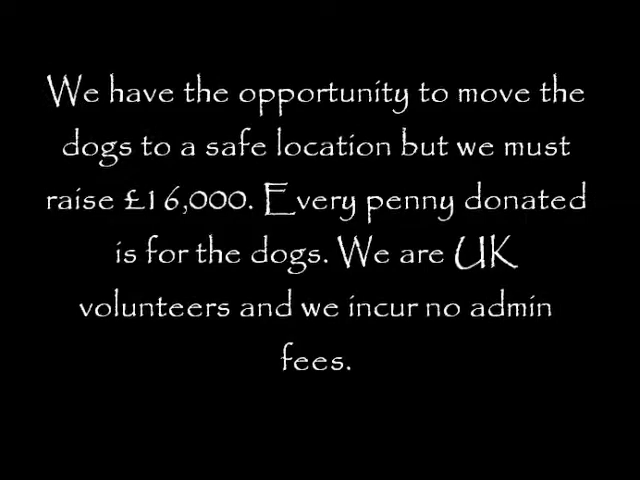 We have the opportunity to move the
dogs to a safe location but we must
raise £16,000. Every penny donated
is for the dogs. We are UK
volunteers and we incur no admin
fees.